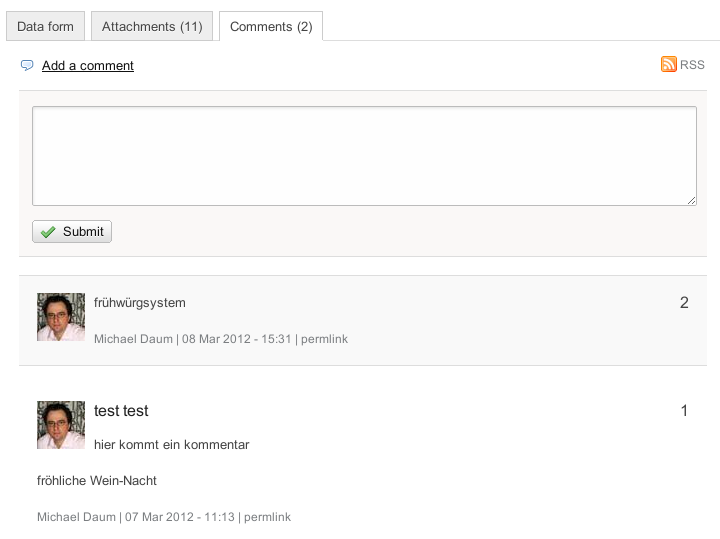 Data form Attachments (11) Comments (2)
Add a comment RSS
Submit
frühwürgsystem 2
Michael Daum | 08 Mar 2012 - 15:31 | permlink
test test 1
hier kommt ein kommentar
fröhliche Wein-Nacht
Michael Daum | 07 Mar 2012 - 11:13 | permlink